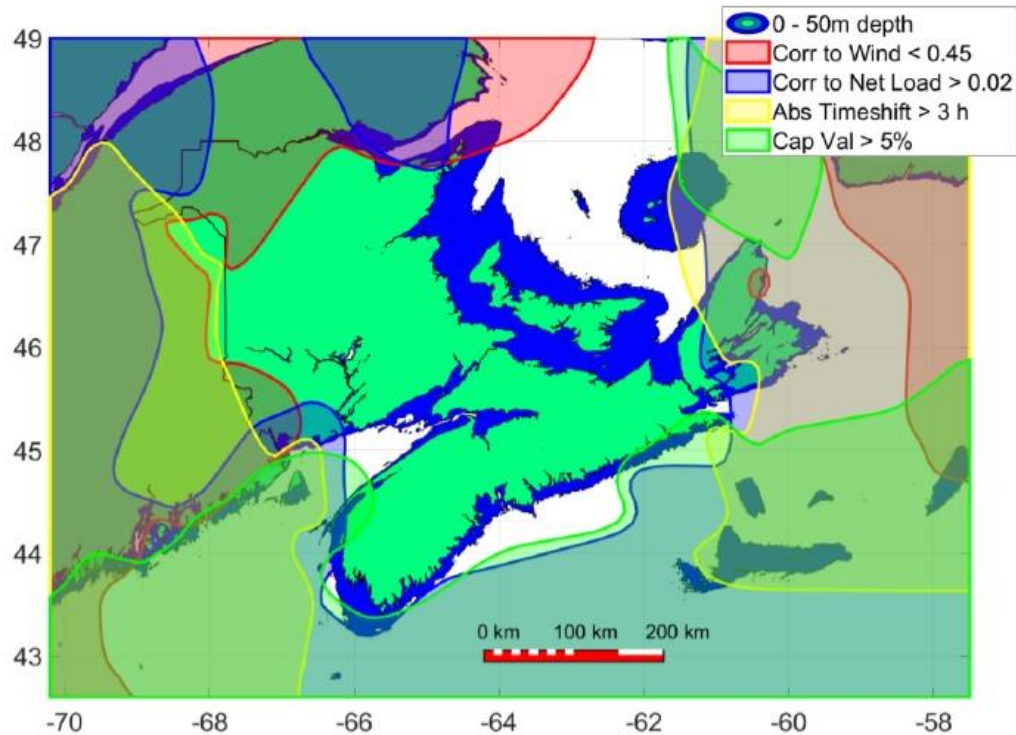 0 - 50m depth
Corr to Wind < 0.45
Corr to Net Load > 0.02
Abs Timeshift > 3 h
Cap Val > 5%
49
48
47
46
45
44
43
0 km 100 km 200 km
-70 -68 -66 -64 -62 -60 -58